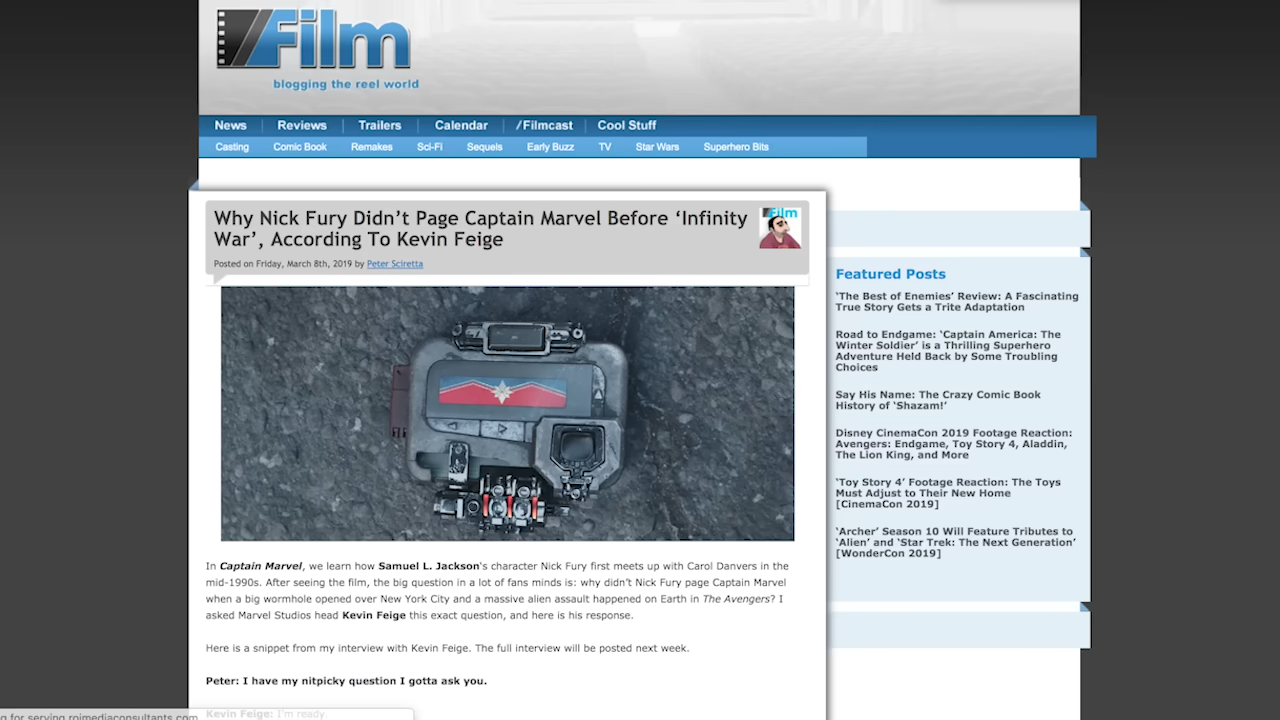 /Film
blogging the reel world
News Reviews Trailers Calendar /Filmcast Cool Stuff
Casting Comic Book Remakes Sci-Fi Sequels Early Buzz TV Star Wars Superhero Bits
Why Nick Fury Didn’t Page Captain Marvel Before ‘Infinity
War’, According To Kevin Feige
Film
Posted on Friday, March 8th, 2019 by Peter Sciretta
In Captain Marvel, we learn how Samuel L. Jackson's character Nick Fury first meets up with Carol Danvers in the
mid-1990s. After seeing the film, the big question in a lot of fans minds is: why didn’t Nick Fury page Captain Marvel
when a big wormhole opened over New York City and a massive alien assault happened on Earth in The Avengers? I
asked Marvel Studios head Kevin Feige this exact question, and here is his response.
Here is a snippet from my interview with Kevin Feige. The full interview will be posted next week.
Peter: I have my nitpicky question I gotta ask you.
Kevin Feige: I’m ready
Featured Posts
‘The Best of Enemies’ Review: A Fascinating
True Story Gets a Trite Adaptation
Road to Endgame: ‘Captain America: The
Winter Soldier’ is a Thrilling Superhero
Adventure Held Back by Some Troubling
Choices
Say His Name: The Crazy Comic Book
History of ‘Shazam!’
Disney CinemaCon 2019 Footage Reaction:
Avengers: Endgame, Toy Story 4, Aladdin,
The Lion King, and More
‘Toy Story 4’ Footage Reaction: The Toys
Must Adjust to Their New Home
[CinemaCon 2019]
‘Archer’ Season 10 Will Feature Tributes to
‘Alien’ and ‘Star Trek: The Next Generation’
[WonderCon 2019]
g for serving.roimediaconsultants.com